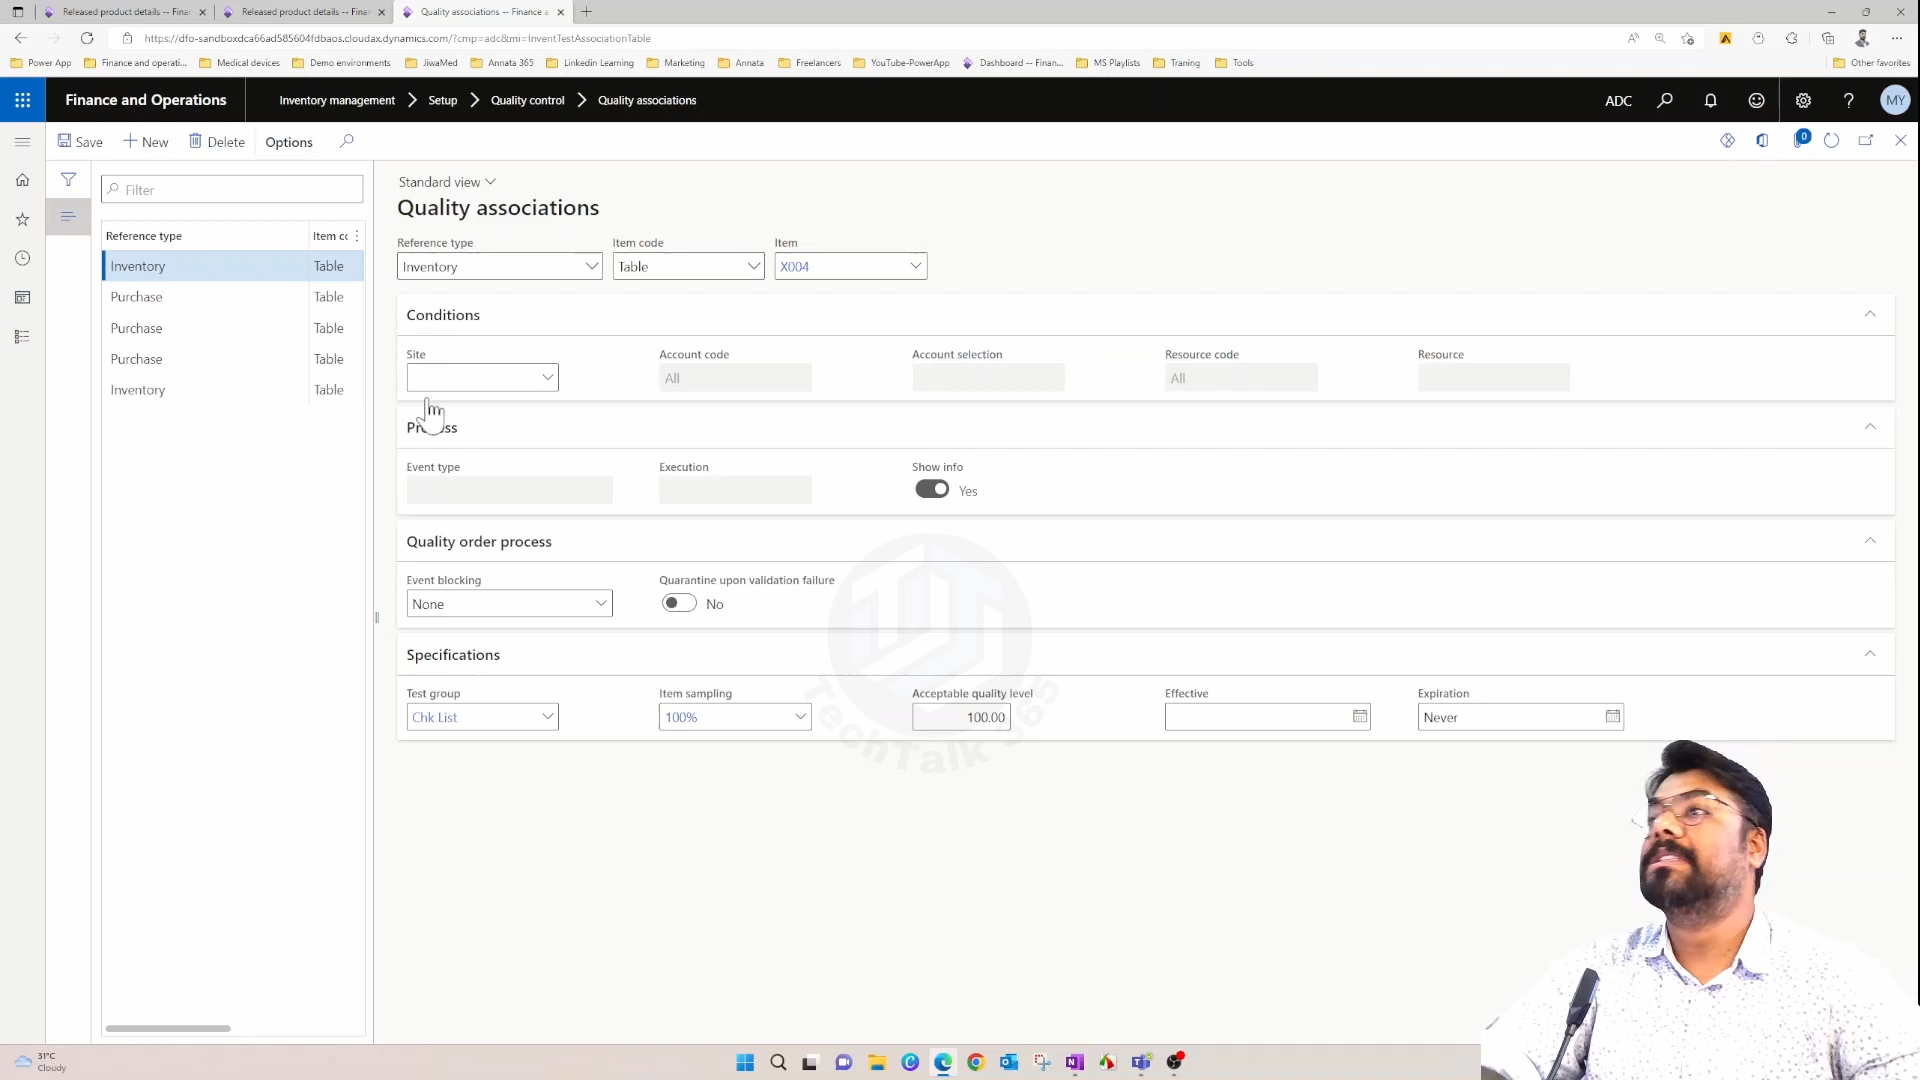 Released product details -- Finan
Released product details -- Finan
Quality associations -- Finance a
https://dfo-sandboxdca66ad585604fdbaos.cloudax.dynamics.com/?cmp=adc&mi=InventTestAssociationTable
Power App
Finance and operati...
Medical devices
Demo environments
JiwaMed
Annata 365
Linkedin Learning
Marketing
Annata
Freelancers
YouTube-PowerApp
Dashboard -- Finan...
MS Playlists
Traning
Tools
Other favorites
Finance and Operations
Inventory management
Setup
Quality control
Quality associations
ADC
MY
Save
New
Delete
Options
0
Filter
Reference type
Item cc
Inventory Table
Purchase Table
Purchase Table
Purchase Table
Inventory Table
Standard view
Quality associations
Reference type
Item code
Item
Inventory
Table
X004
Conditions
Site
Account code
Account selection
Resource code
Resource
All
All
Process
Event type
Execution
Show info
Yes
Quality order process
Event blocking
Quarantine upon validation failure
None
No
Specifications
Test group
Item sampling
Acceptable quality level
Effective
Expiration
Chk List
100%
100.00
Never
TechTalk 365
31°C
Cloudy